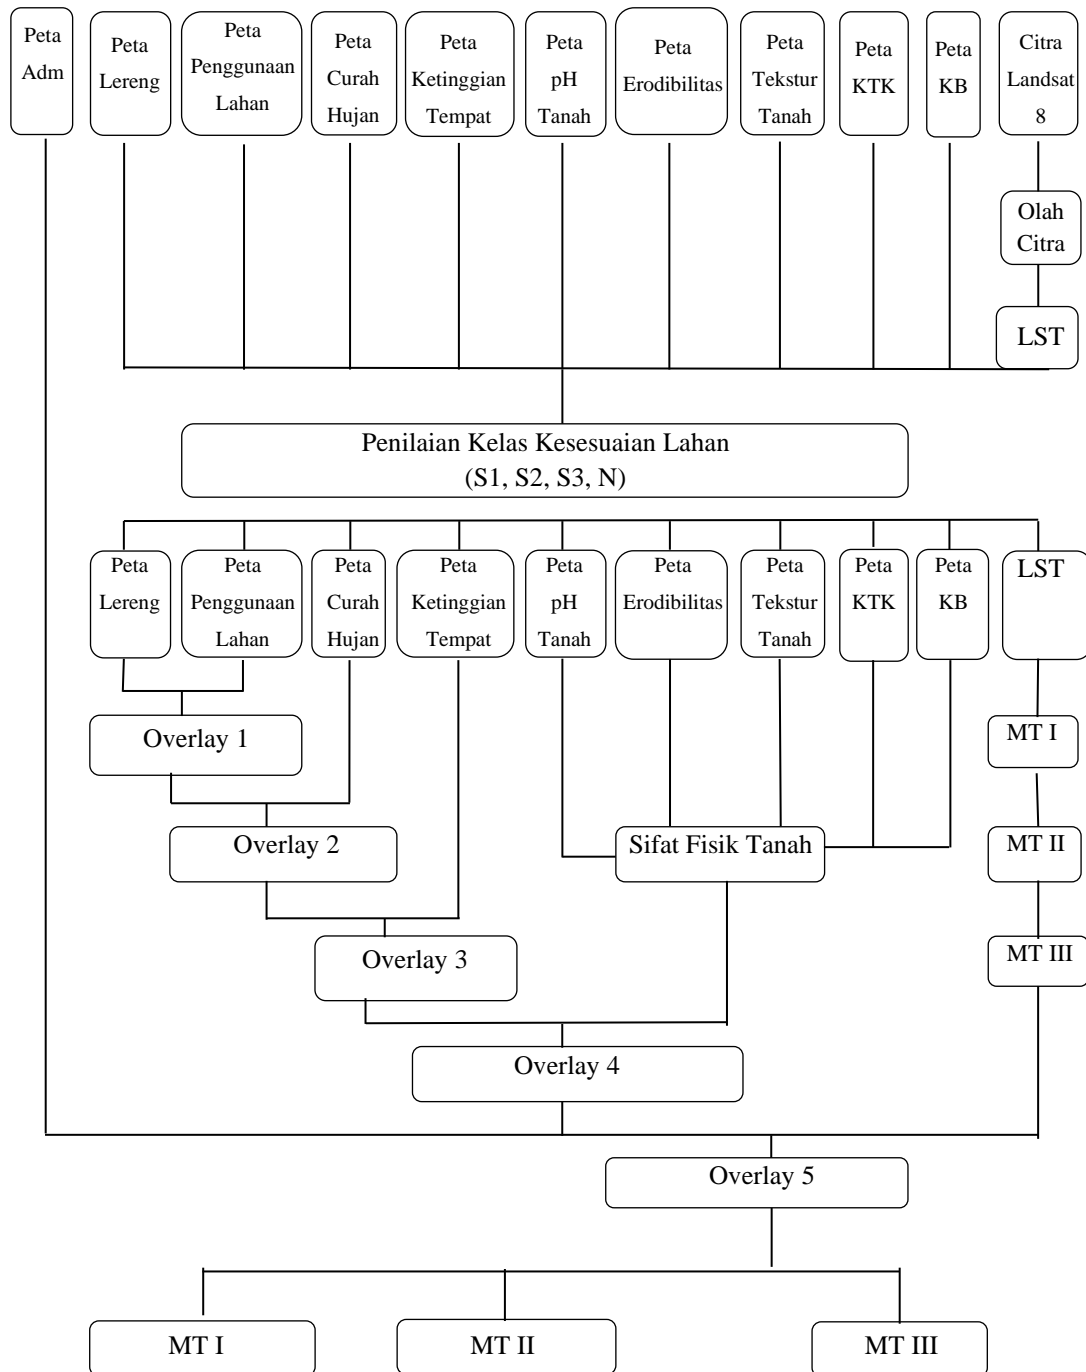 Peta
Adm
Peta
Lereng
Peta
Penggunaan
Lahan
Peta
Curah
Hujan
Peta
Ketinggian
Tempat
Peta
pH
Tanah
Peta
Erodibilitas
Peta
Tekstur
Tanah
Peta
KTK
Peta
KB
Citra
Landsat
8
Olah
Citra
LST
Penilaian Kelas Kesesuaian Lahan
(S1, S2, S3, N)
Peta
Lereng
Peta
Penggunaan
Lahan
Peta
Curah
Hujan
Peta
Ketinggian
Tempat
Peta
pH
Tanah
Peta
Erodibilitas
Peta
Tekstur
Tanah
Peta
KTK
Peta
KB
LST
Overlay 1
MT I
Overlay 2
Sifat Fisik Tanah
MT II
Overlay 3
MT III
Overlay 4
Overlay 5
MT I
MT II
MT III